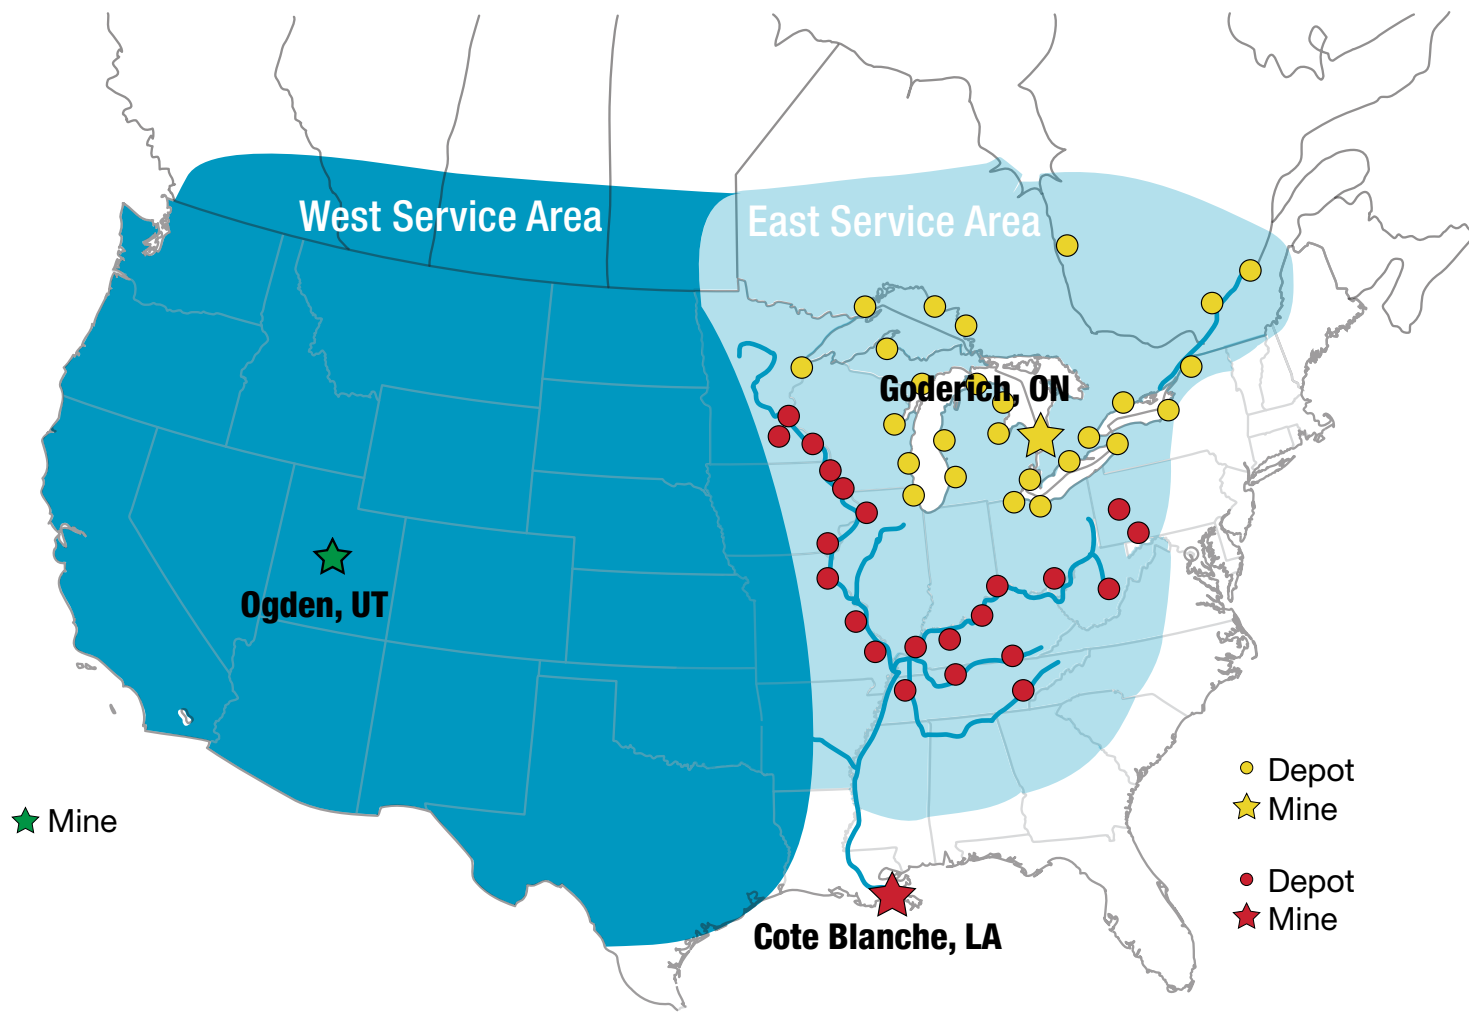 West Service Area
East Service Area
Goderich, ON
Ogden, UT
Cote Blanche, LA
Mine
Depot
Mine
Depot
Mine